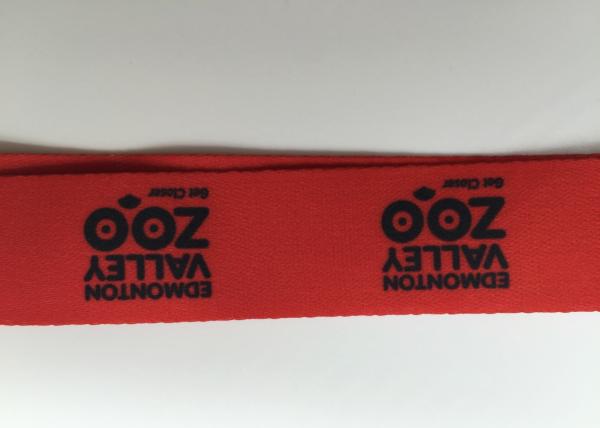 EDMONTON
VALLEY
ZOO
Get Closer
EDMONTON
VALLEY
ZOO
Get Closer